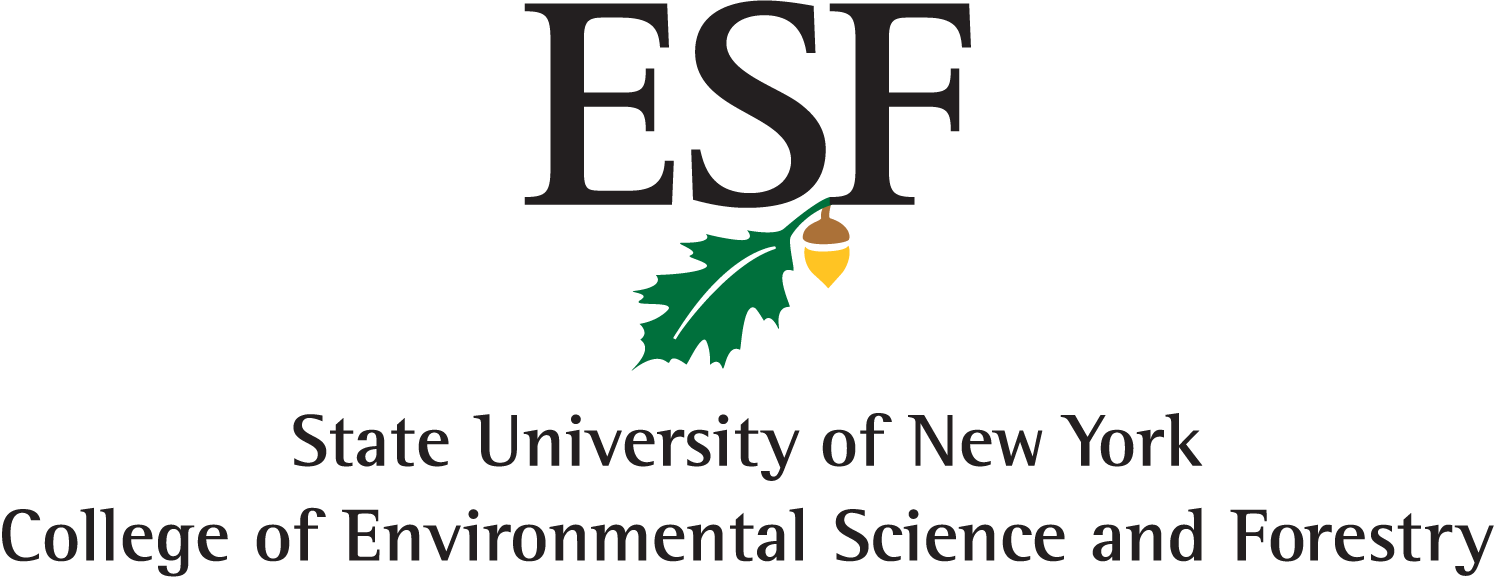 ESF
State University of New York
College of Environmental Science and Forestry